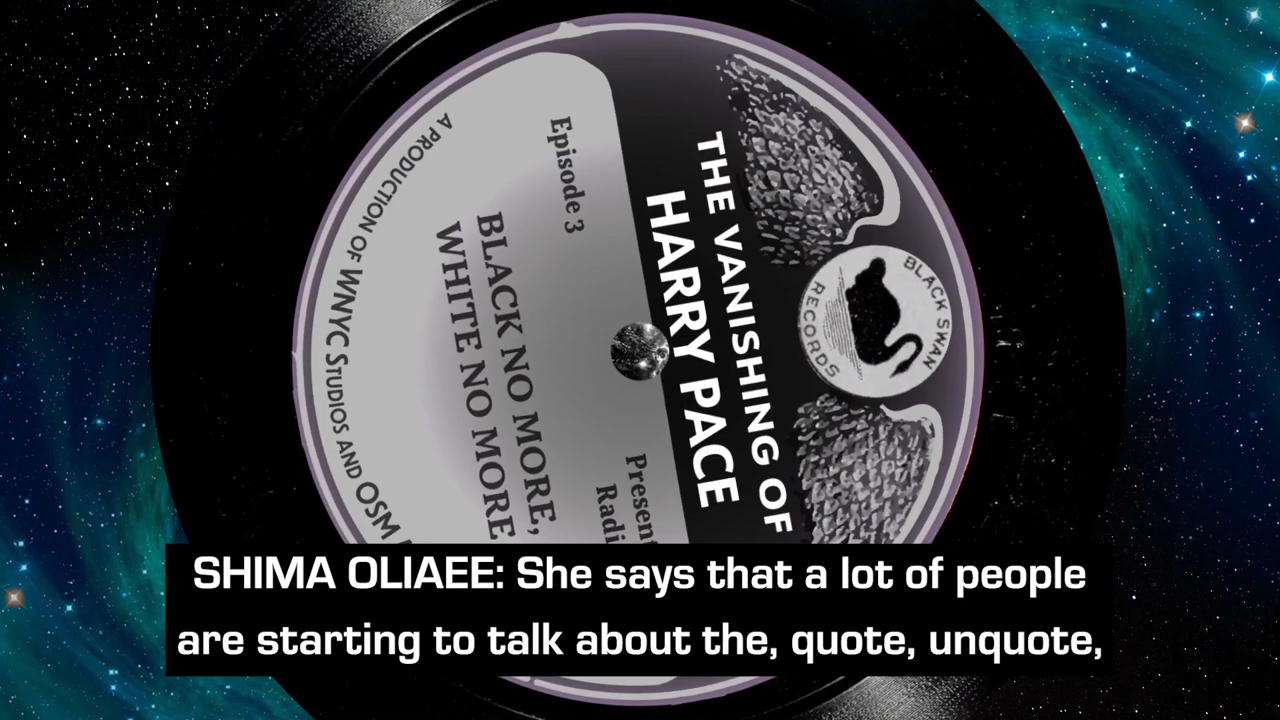 THE VANISHING OF
HARRY PACE
BLACK SWAN
RECORDS
Episode 3
BLACK NO MORE,
WHITE NO MORE
A PRODUCTION OF WNYC STUDIOS AND OSM
SHIMA OLIAEE: She says that a lot of people
are starting to talk about the, quote, unquote,